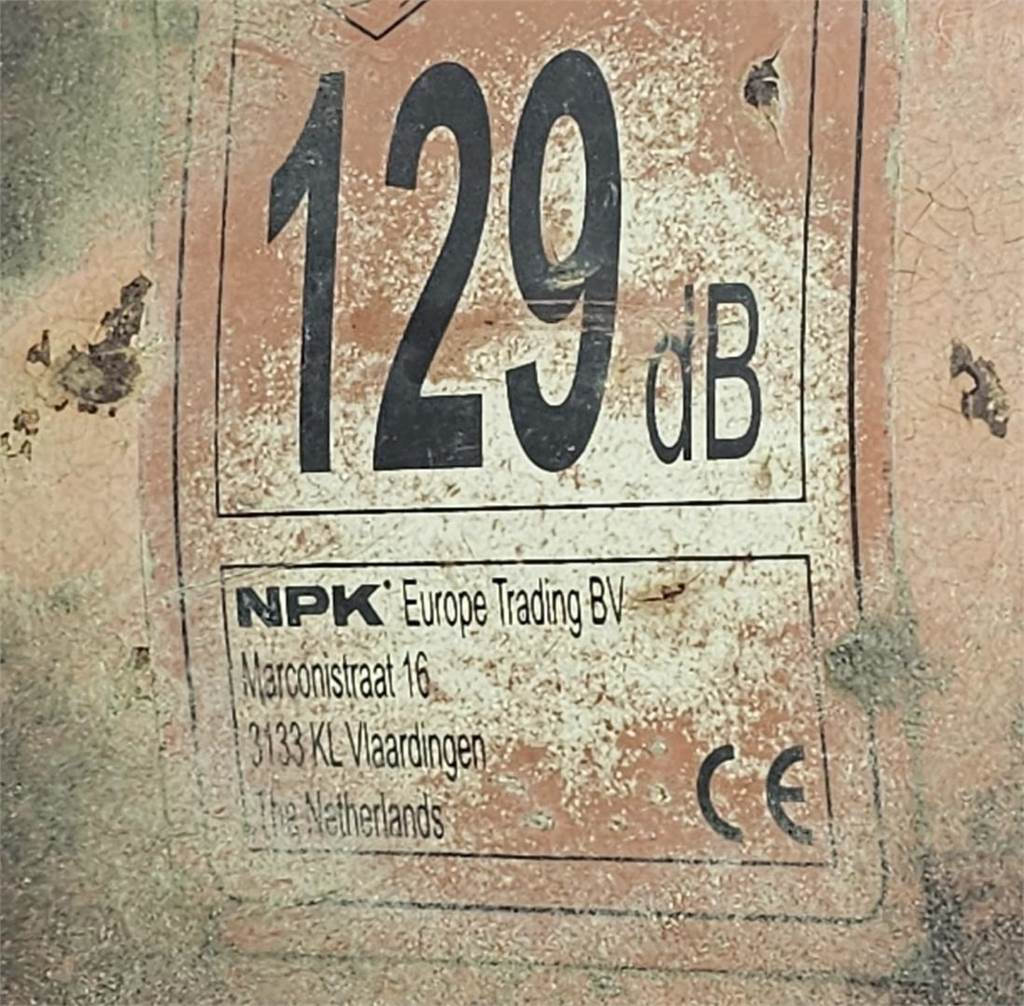 129 dB
NPK® Europe Trading BV
Marconistraat 16
3133 KL Vlaardingen
The Netherlands
CE